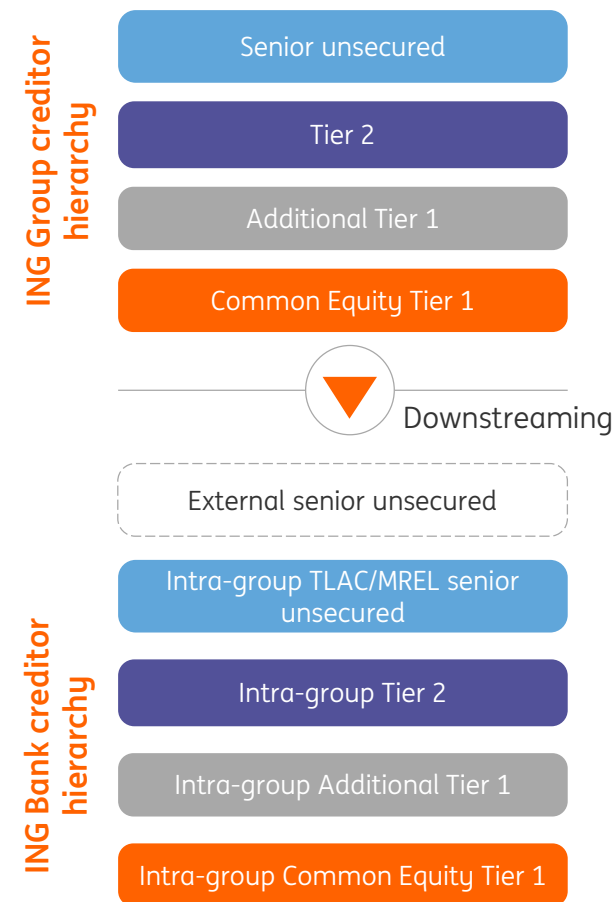 ING Group creditor
hierarchy
Senior unsecured
Tier 2
Additional Tier 1
Common Equity Tier 1
Downstreaming
ING Bank creditor
hierarchy
External senior unsecured
Intra-group TLAC/MREL senior
unsecured
Intra-group Tier 2
Intra-group Additional Tier 1
Intra-group Common Equity Tier 1